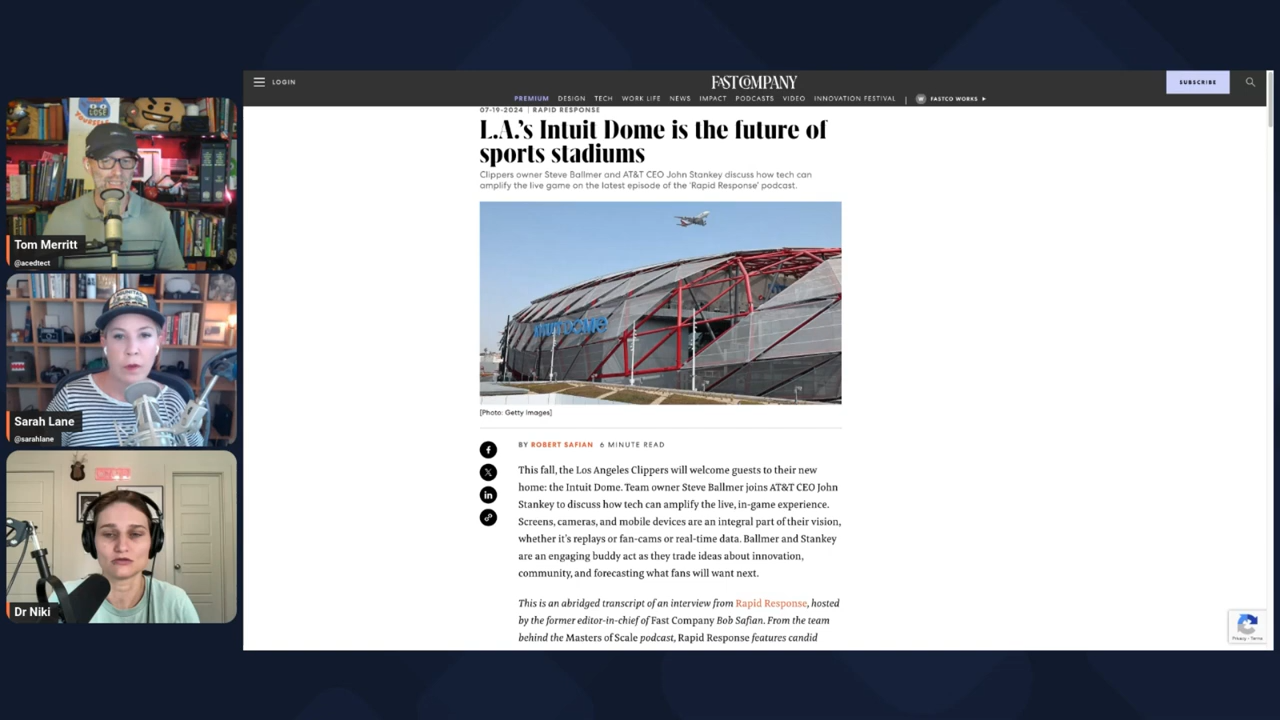 LOGIN
FAST COMPANY
SUBSCRIBE
PREMIUM DESIGN TECH WORK LIFE NEWS IMPACT PODCASTS VIDEO INNOVATION FESTIVAL | W FASTCO WORKS
07-19-2024 | RAPID RESPONSE
L.A.'s Intuit Dome is the future of
sports stadiums
Clippers owner Steve Ballmer and AT&T CEO John Stankey discuss how tech can
amplify the live game on the latest episode of the 'Rapid Response' podcast.
INTUIT DOME
[Photo: Getty Images]
BY ROBERT SAFIAN 6 MINUTE READ
This fall, the Los Angeles Clippers will welcome guests to their new
home: the Intuit Dome. Team owner Steve Ballmer joins AT&T CEO John
Stankey to discuss how tech can amplify the live, in-game experience.
Screens, cameras, and mobile devices are an integral part of their vision,
whether it's replays or fan-cams or real-time data. Ballmer and Stankey
are an engaging buddy act as they trade ideas about innovation,
community, and forecasting what fans will want next.
This is an abridged transcript of an interview from Rapid Response, hosted
by the former editor-in-chief of Fast Company Bob Safian. From the team
behind the Masters of Scale podcast, Rapid Response features candid
Privacy - Terms
LOSE
YOURSELF
Tom Merritt
@acedtect
Sarah Lane
@sarahlane
Dr Niki